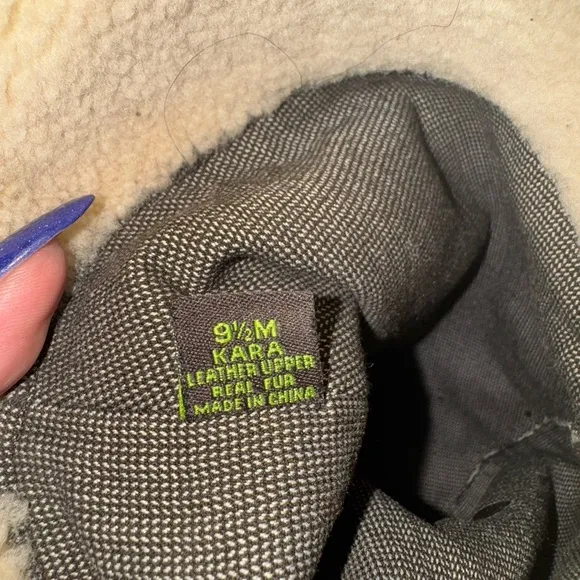 9½M
KARA
LEATHER UPPER
REAL FUR
MADE IN CHINA